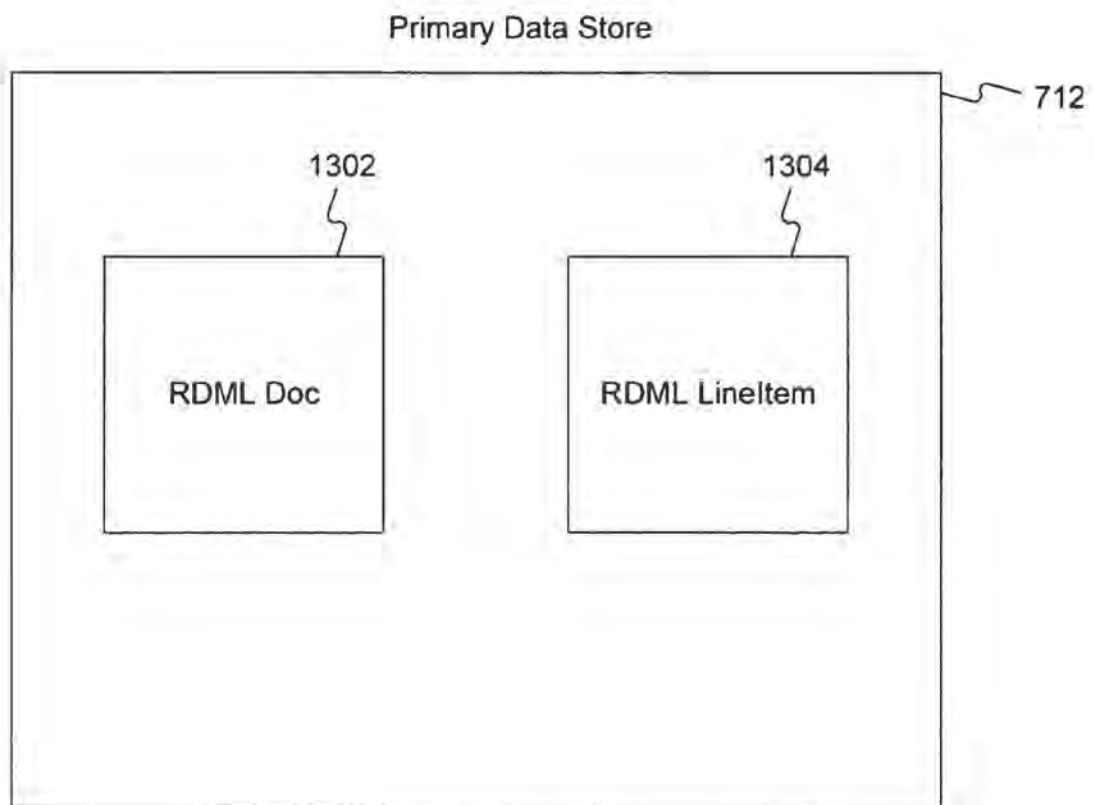 Primary Data Store
712
1302
1304
RDML Doc
RDML LineItem